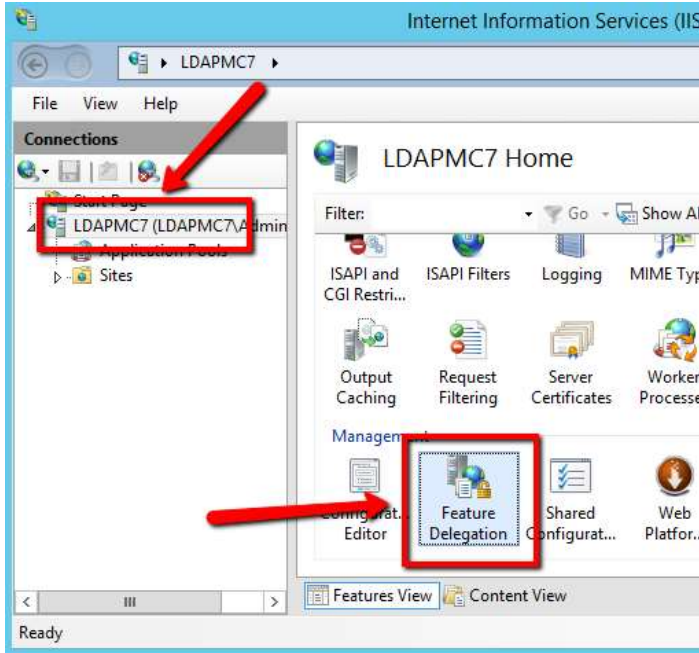 Internet Information Services (IIS
LDAPMC7
File View Help
Connections
Start Page
LDAPMC7 (LDAPMC7\Admin
Application Pools
Sites
Ready
LDAPMC7 Home
Filter: Go Show Al
ISAPI and CGI Restri...
ISAPI Filters
Logging
MIME Typ
Output Caching
Request Filtering
Server Certificates
Worker Processe
Management
Configurat... Editor
Feature Delegation
Shared Configurat...
Web Platfor..
Features View Content View